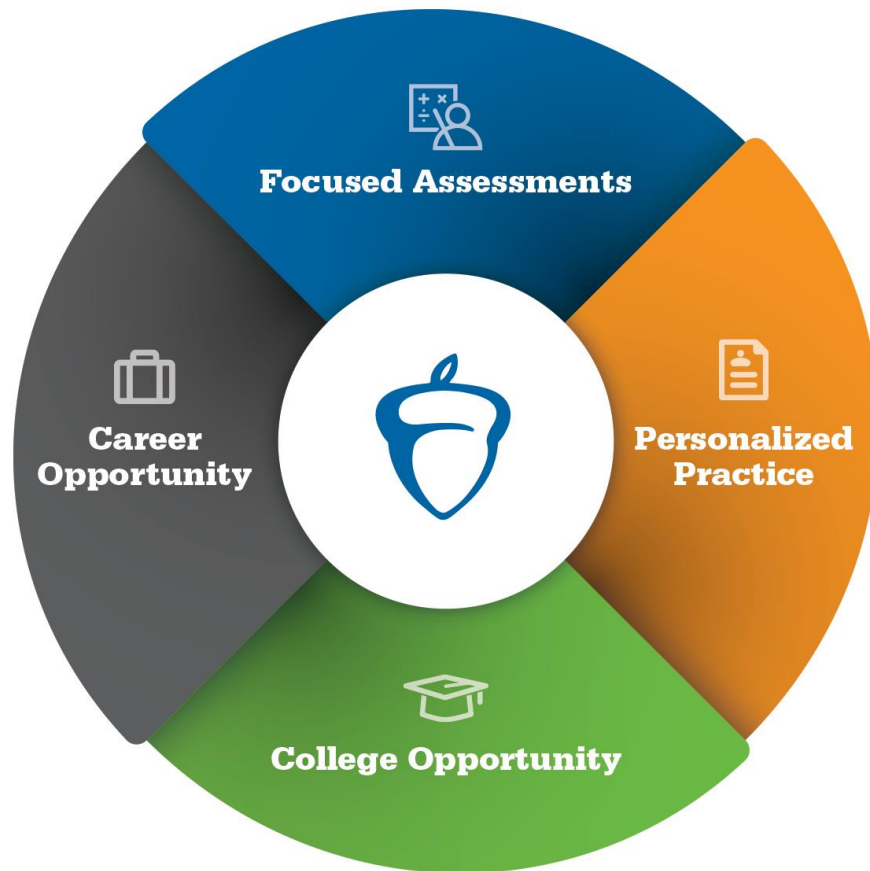 Focused Assessments
Career
Opportunity
Personalized
Practice
College Opportunity